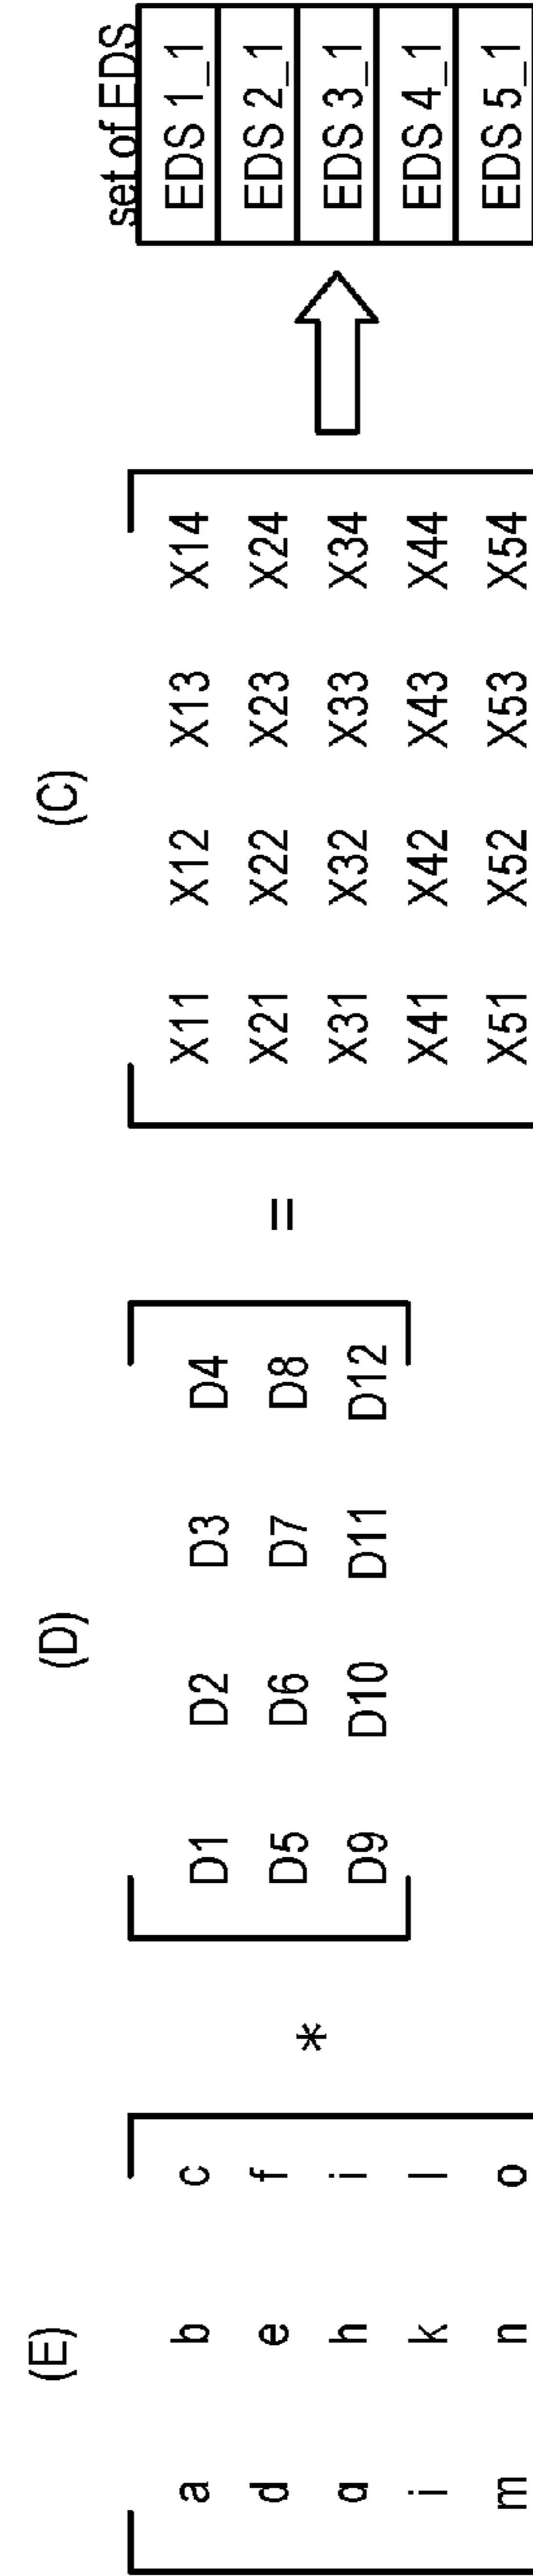 (E) (D) (C) set of EDS
a b c * D1 D2 D3 D4 = X11 X12 X13 X14 EDS 1_1
d e f D5 D6 D7 D8 X21 X22 X23 X24 EDS 2_1
g h i D9 D10 D11 D12 X31 X32 X33 X34 EDS 3_1
j k l X41 X42 X43 X44 EDS 4_1
m n o X51 X52 X53 X54 EDS 5_1